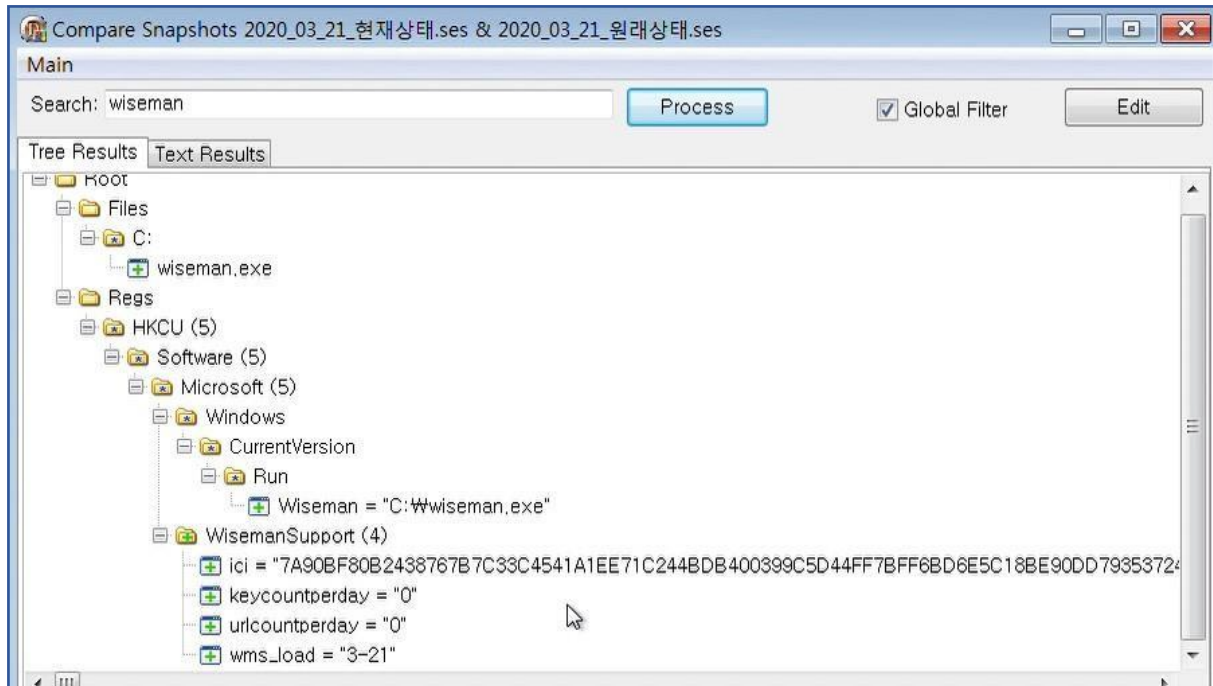 Compare Snapshots 2020_03_21_현재상태.ses & 2020_03_21_원래상태.ses
Main
Search: wiseman Process Global Filter Edit
Tree Results Text Results
Root
Files
C:
wiseman.exe
Regs
HKCU (5)
Software (5)
Microsoft (5)
Windows
CurrentVersion
Run
Wiseman = "C:₩wiseman.exe"
WisemanSupport (4)
ici = "7A90BF80B2438767B7C33C4541A1EE71C244BDB400399C5D44FF7BFF6BD6E5C18BE90DD79353724
keycountperday = "0"
urlcountperday = "0"
wms_load = "3-21"